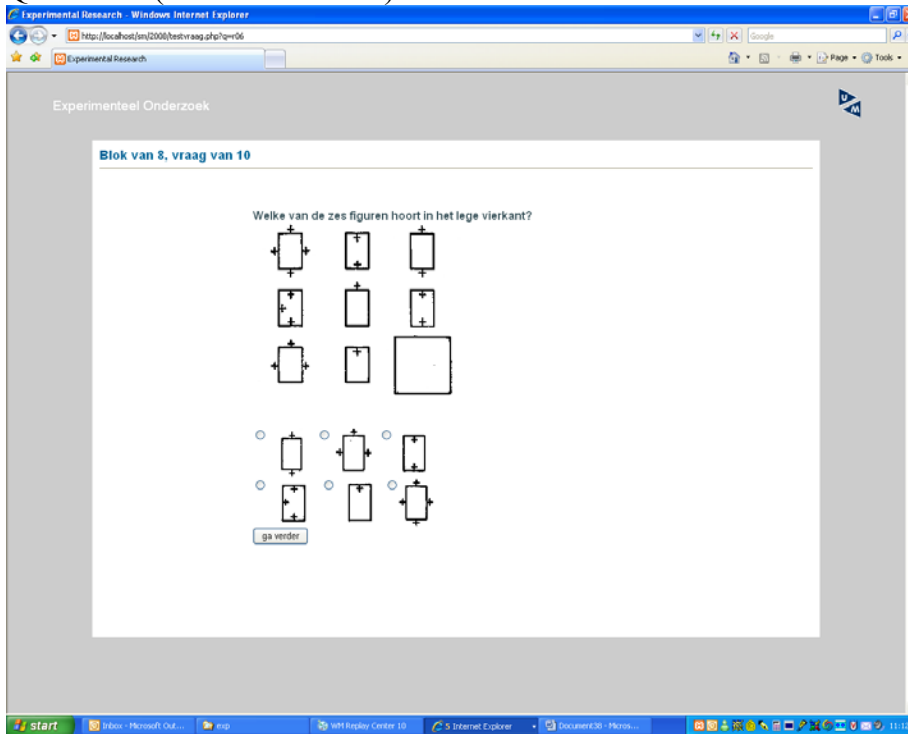 Experimental Research - Windows Internet Explorer
http://localhost/sm/2008/testvraag.php?q=r06
Google
Experimental Research
Page
Tools
Experimenteel Onderzoek
U
M
Blok van 8, vraag van 10
Welke van de zes figuren hoort in het lege vierkant?
ga verder
start
Inbox - Microsoft Out...
exp
WM Replay Center 10
5 Internet Explorer
Document38 - Micros...